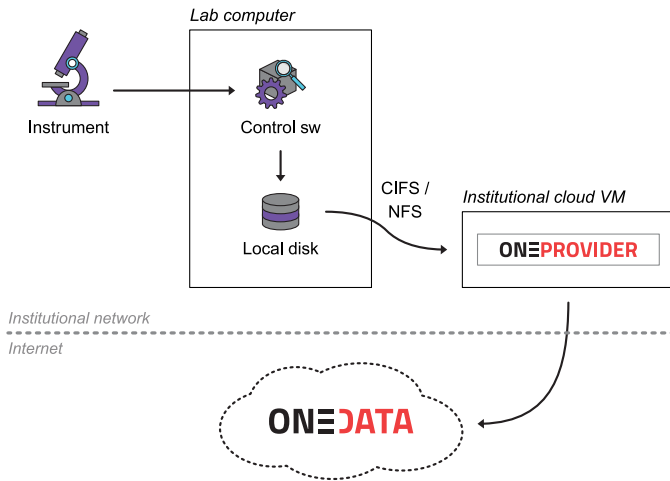 Lab computer
Instrument
Control sw
Local disk
CIFS /
NFS
Institutional cloud VM
ONEPROVIDER
Institutional network
Internet
ONEDATA